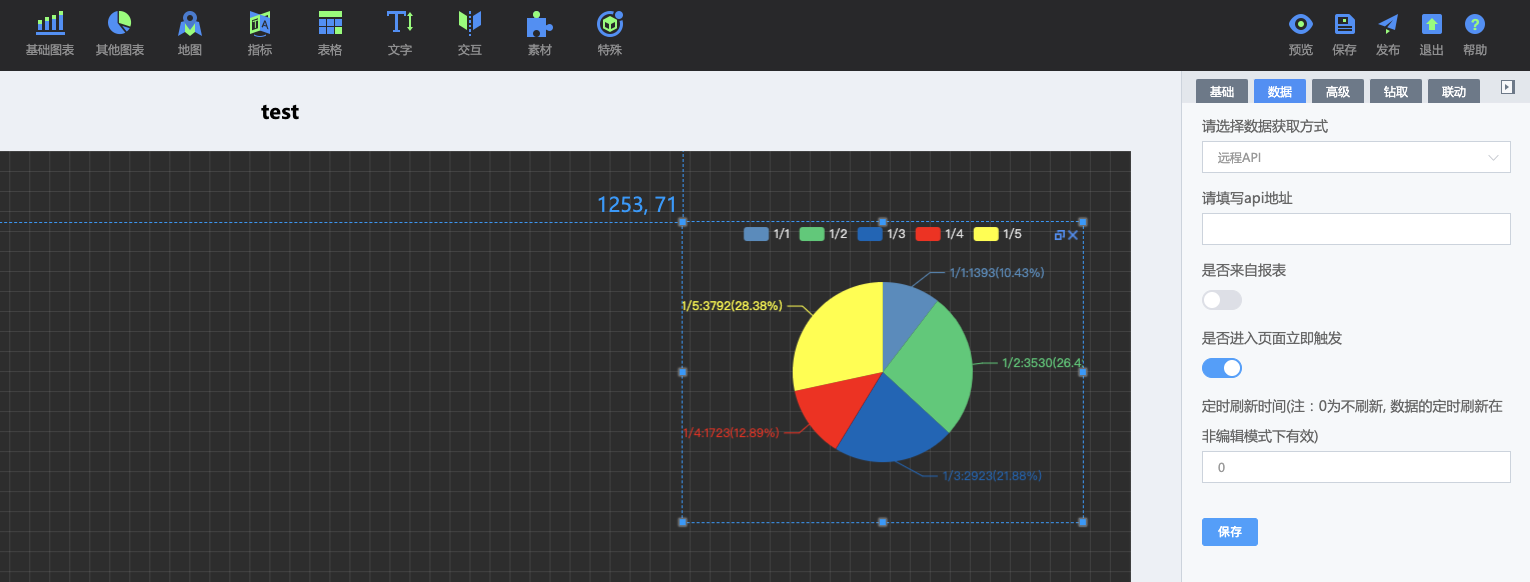 基础图表 其他图表 地图 指标 表格 文字 交互 素材 特殊 预览 保存 发布 退出 帮助
test
基础 数据 高级 钻取 联动
请选择数据获取方式
远程API
请填写api地址
1253, 71
1/1 1/2 1/3 1/4 1/5
1/1:1393(10.43%)
1/5:3792(28.38%)
1/2:3530(26.4
1/4:1723(12.89%)
1/3:2923(21.88%)
是否来自报表
是否进入页面立即触发
定时刷新时间(注：0为不刷新, 数据的定时刷新在
非编辑模式下有效)
0
保存